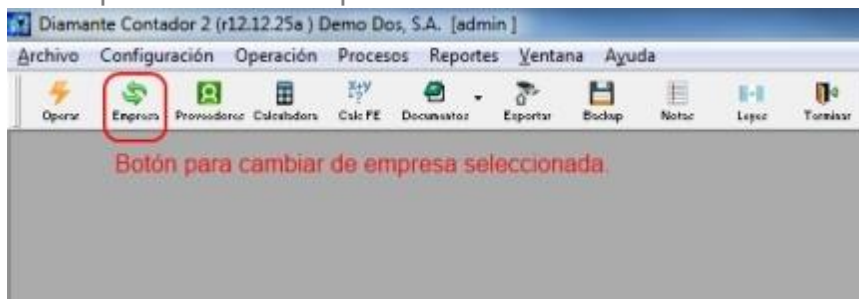 Diamante Contador 2 (r12.12.25a ) Demo Dos, S.A. [admin ]
Archivo Configuración Operación Procesos Reportes Ventana Ayuda
X+Y
=?
Operar Empresa Proveedores Calculadora Calc FE Documentos Exportar Backup Notas Leyes Terminar
Botón para cambiar de empresa seleccionada.